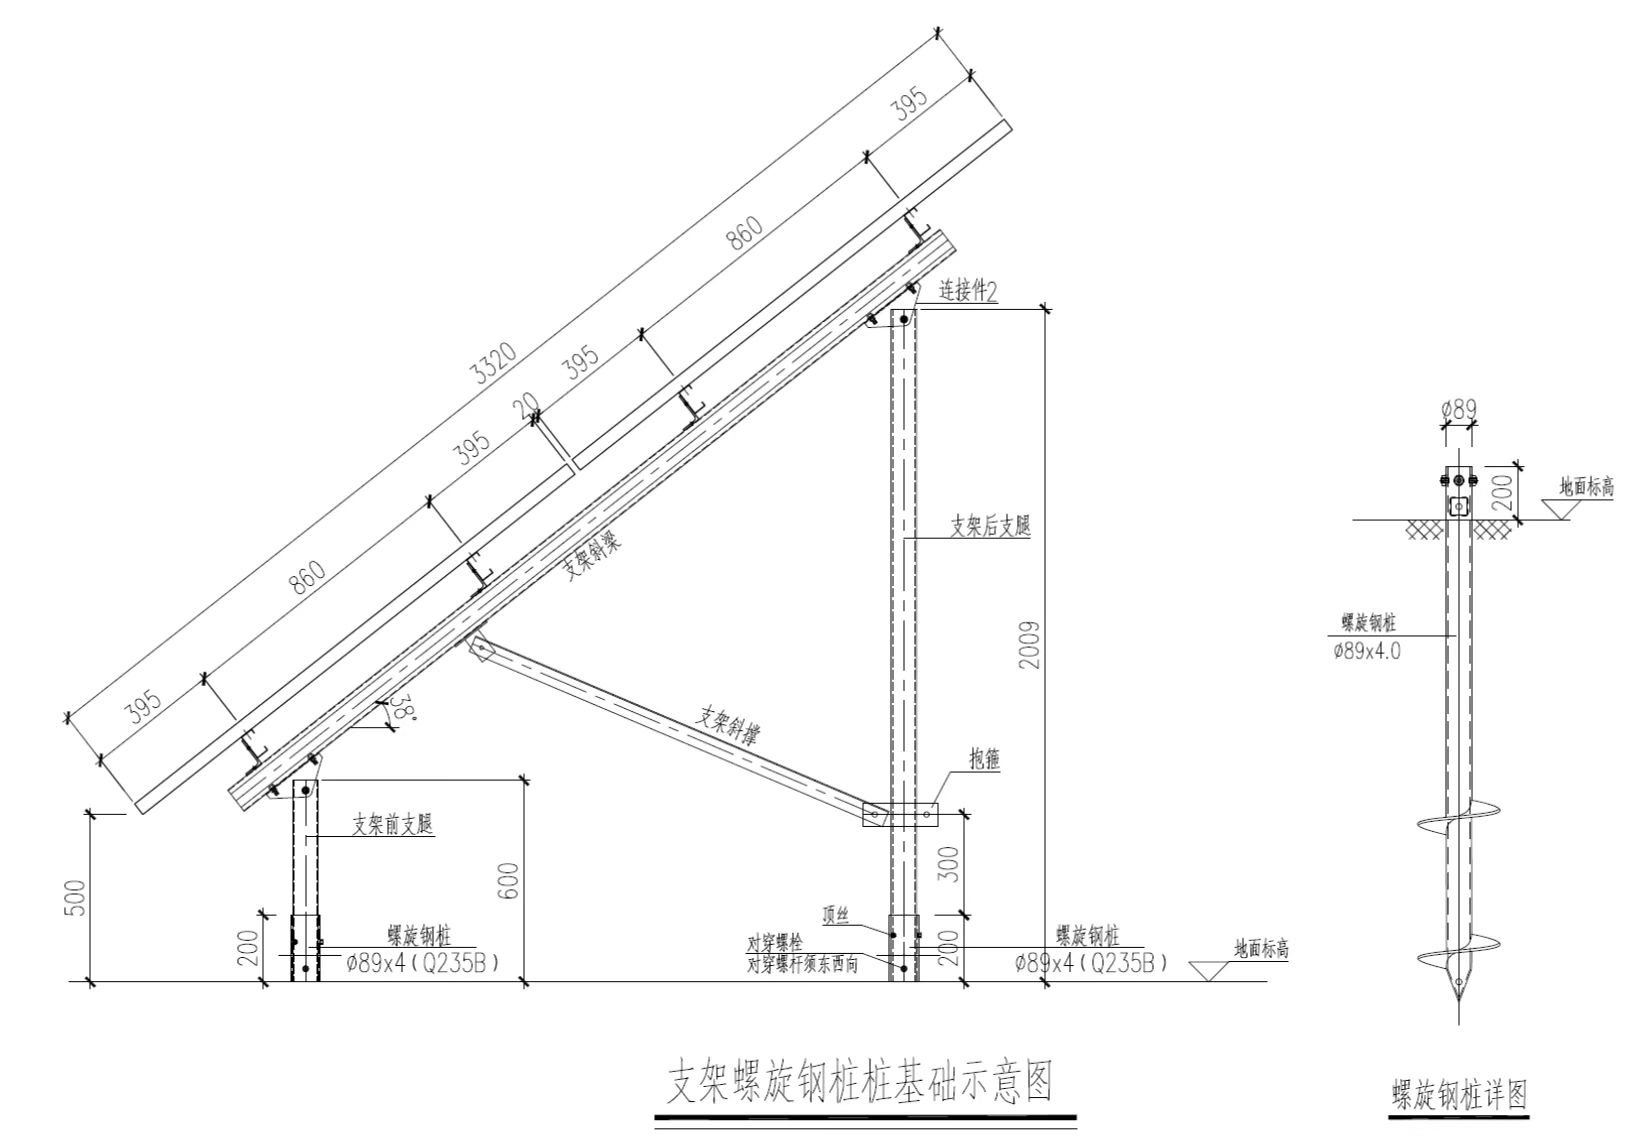 395
860
395
20
3320
395
860
395
连接件2
支架斜梁
支架后支腿
2009
38°
支架斜撑
抱箍
支架前支腿
500
600
300
200
螺旋钢桩
Ø89x4(Q235B)
顶丝
对穿螺栓
对穿螺杆须东西向
200
螺旋钢桩
Ø89x4(Q235B)
地面标高
支架螺旋钢桩桩基础示意图
Ø89
200
地面标高
螺旋钢桩
Ø89x4.0
螺旋钢桩详图